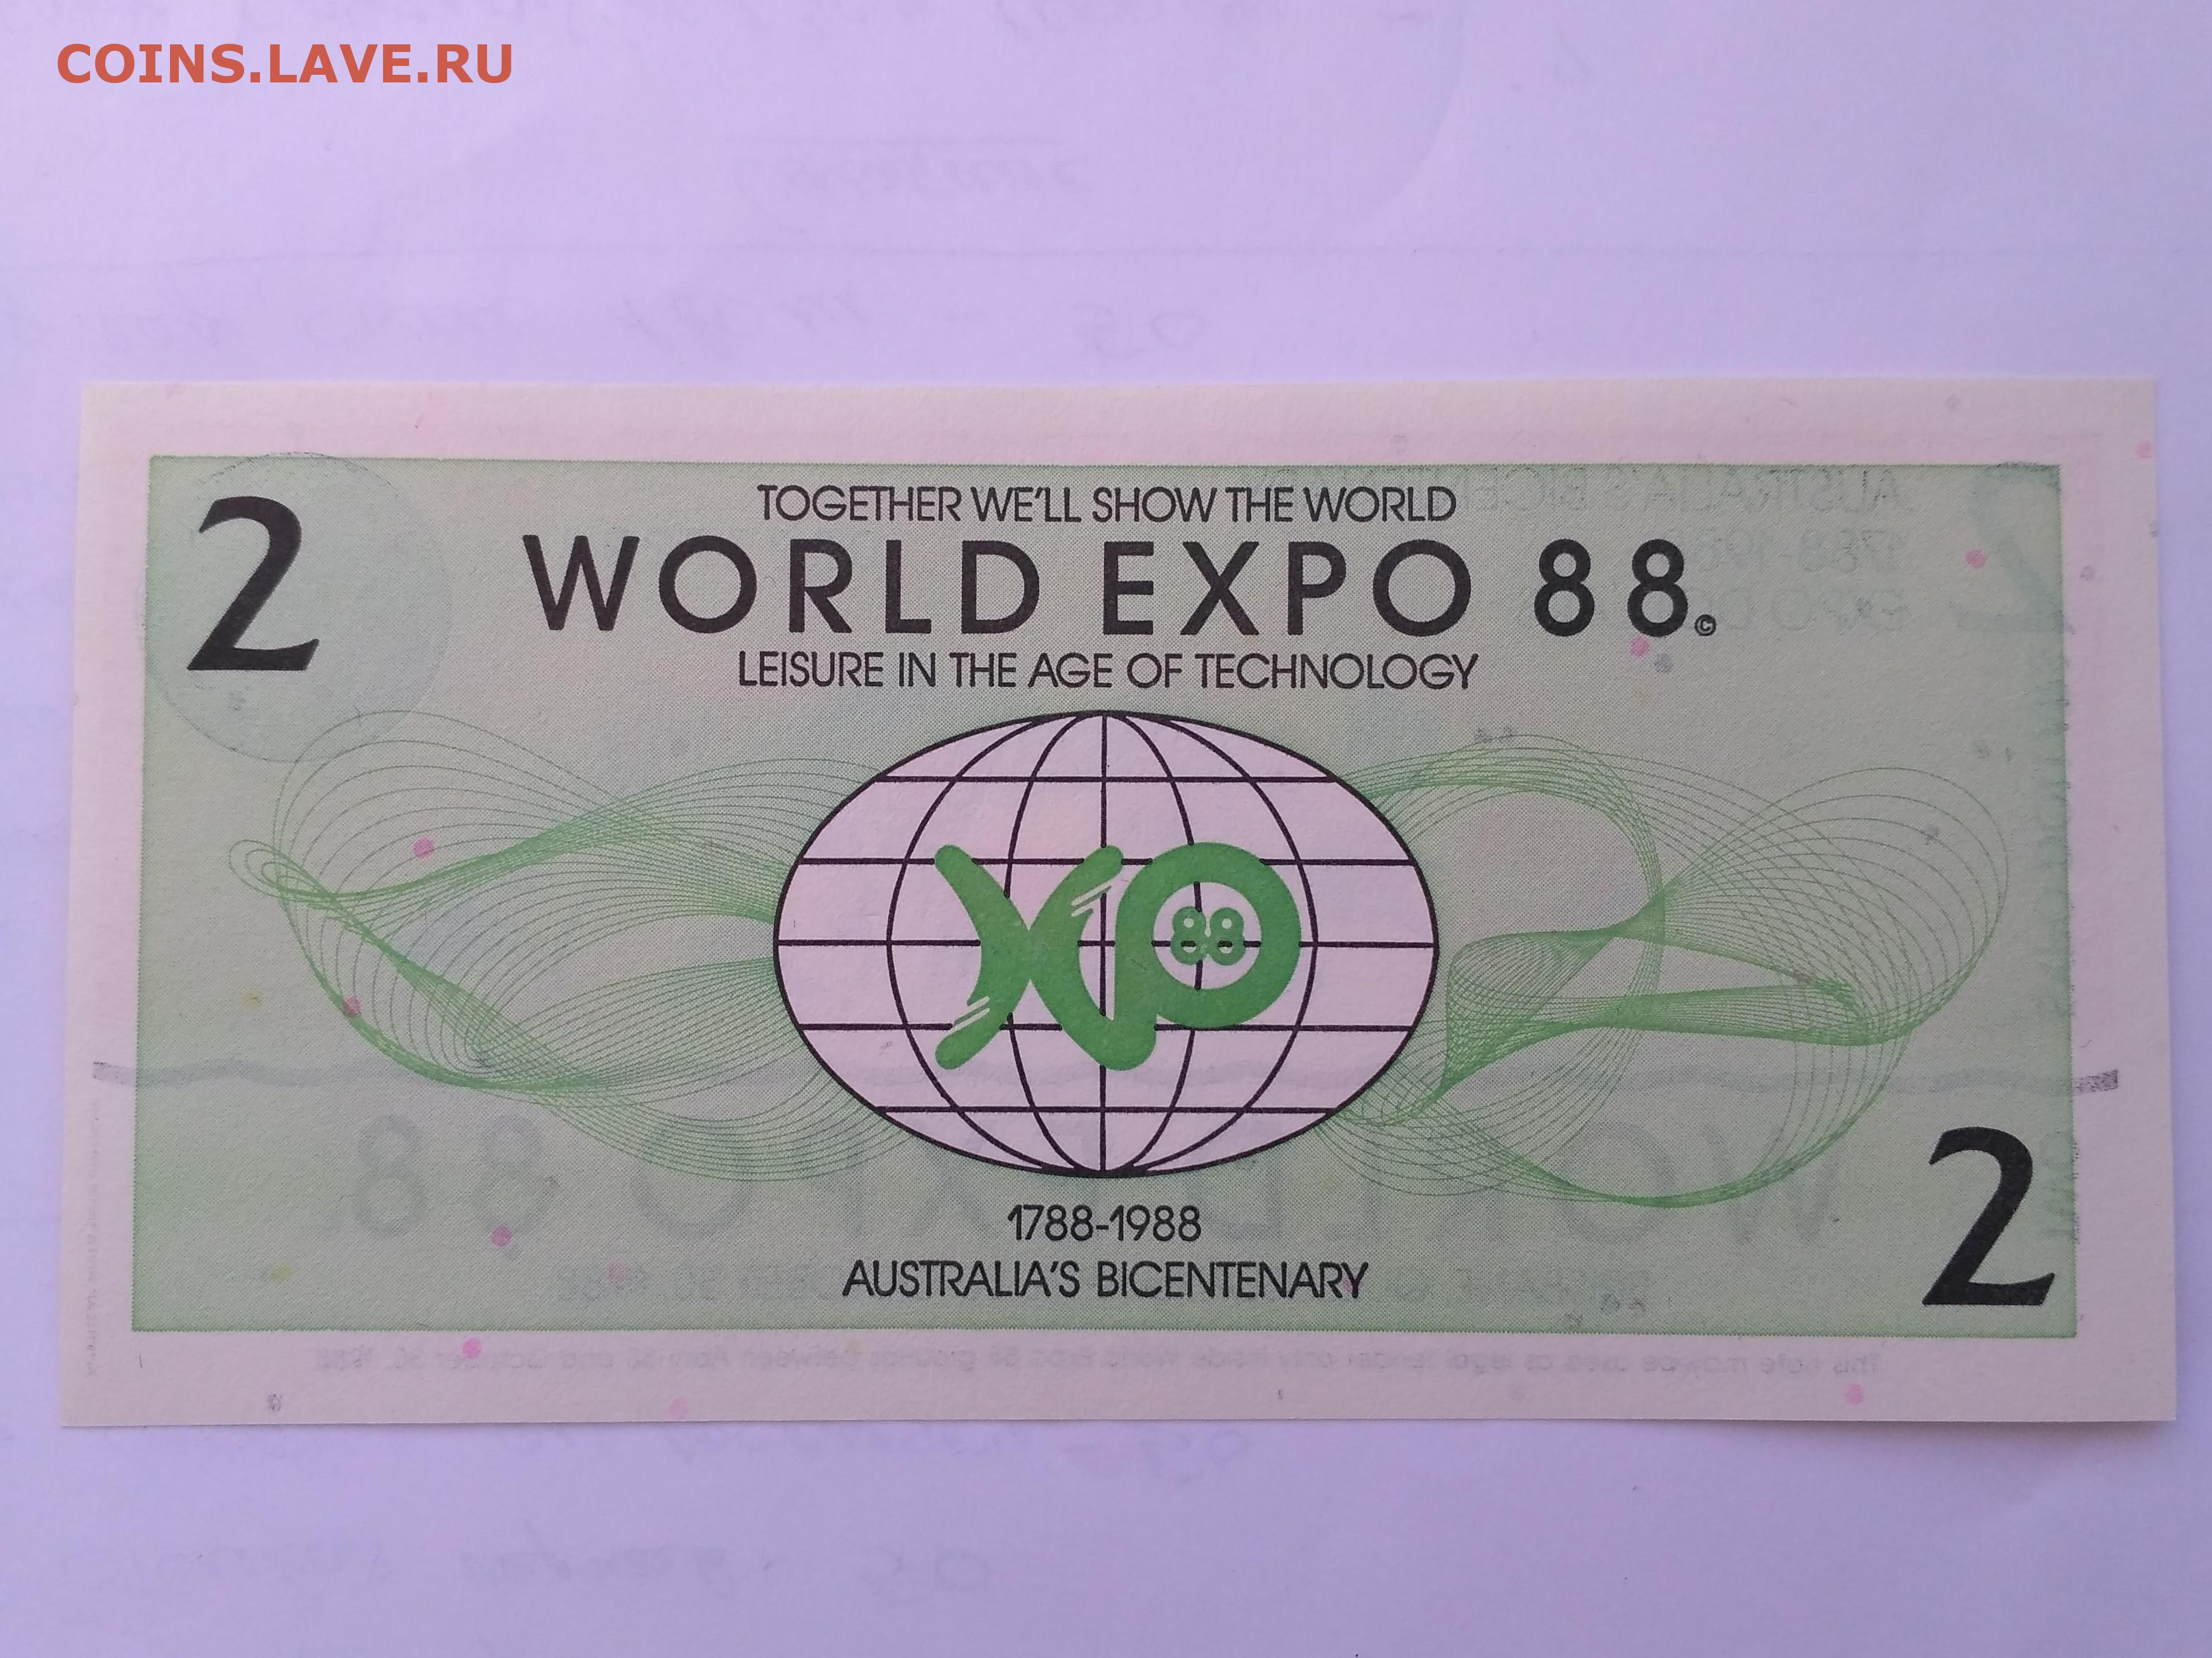 COINS.LAVE.RU
2
TOGETHER WE'LL SHOW THE WORLD
WORLD EXPO 88©
LEISURE IN THE AGE OF TECHNOLOGY
XP
88
1788-1988
AUSTRALIA'S BICENTENARY
2